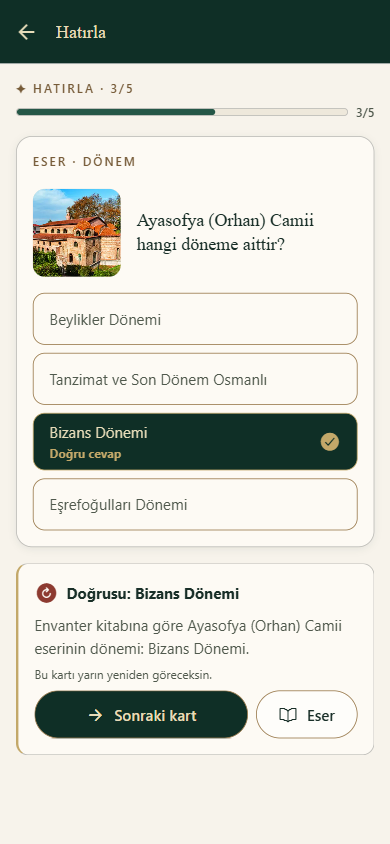 Hatırla
✦ HATIRLA · 3/5
3/5
ESER · DÖNEM
Ayasofya (Orhan) Camii
hangi döneme aittir?
Beylikler Dönemi
Tanzimat ve Son Dönem Osmanlı
Bizans Dönemi
Doğru cevap
Eşrefoğulları Dönemi
Doğrusu: Bizans Dönemi
Envanter kitabına göre Ayasofya (Orhan) Camii
eserinin dönemi: Bizans Dönemi.
Bu kartı yarın yeniden göreceksin.
Sonraki kart
Eser